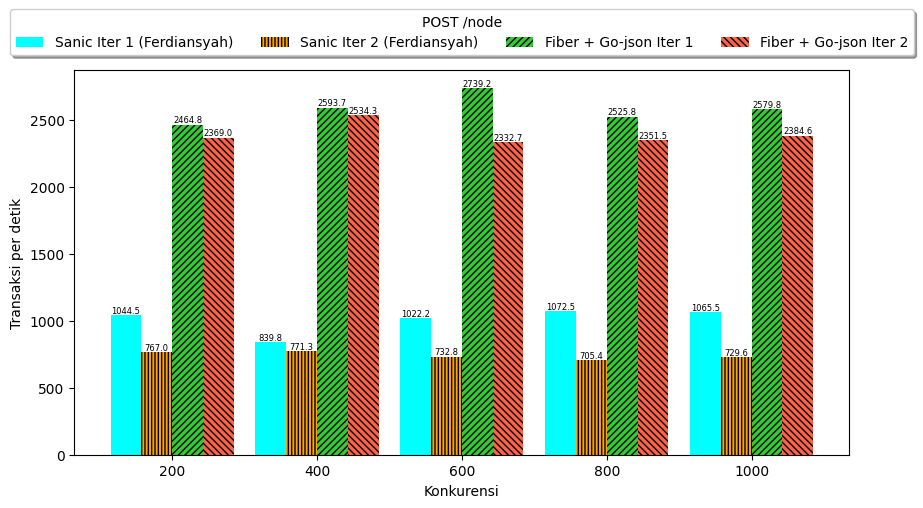 POST /node
Sanic Iter 1 (Ferdiansyah) Sanic Iter 2 (Ferdiansyah) Fiber + Go-json Iter 1 Fiber + Go-json Iter 2
Transaksi per detik
2500
2000
1500
1000
500
0
1044.5 767.0 2464.8 2369.0
839.8 771.3 2593.7 2534.3
1022.2 732.8 2739.2 2332.7
1072.5 705.4 2525.8 2351.5
1065.5 729.6 2579.8 2384.6
200 400 600 800 1000
Konkurensi